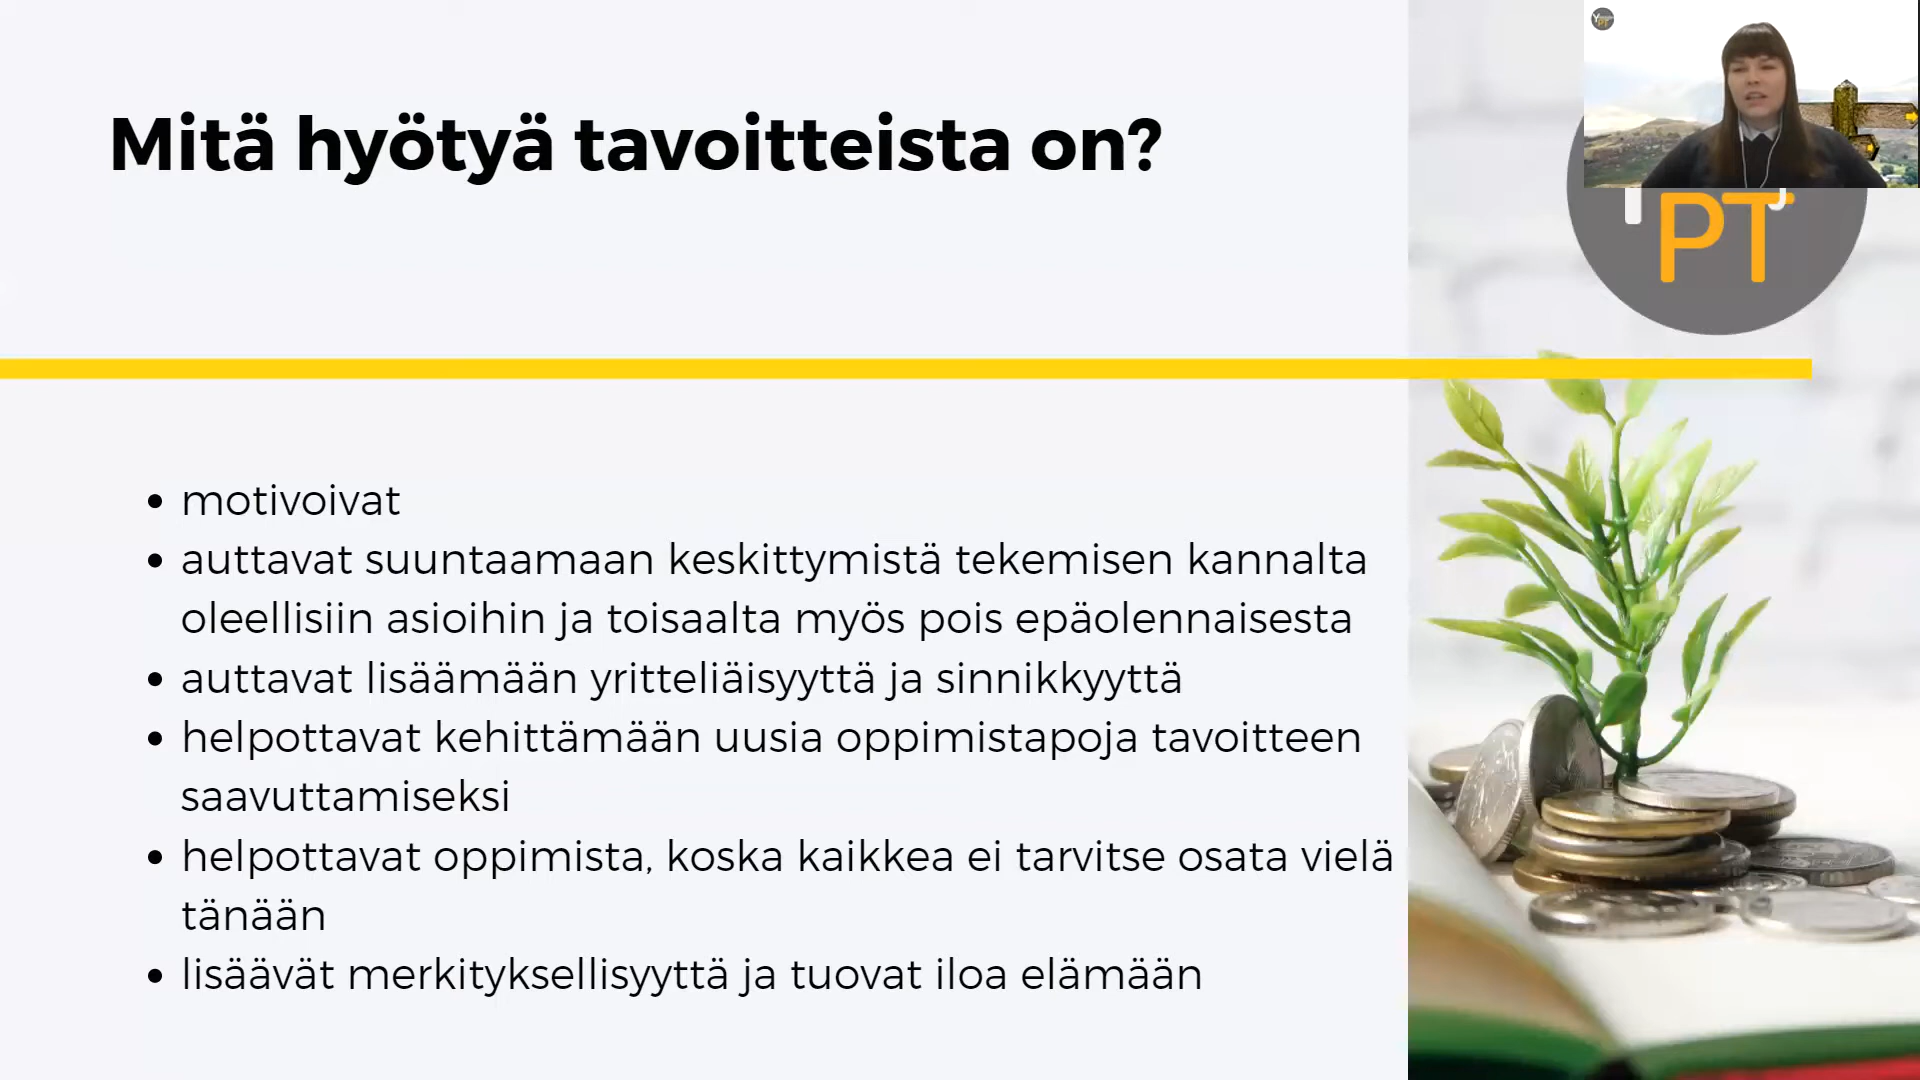 Mitä hyötyä tavoitteista on?
PT
motivoivat
auttavat suuntaamaan keskittymistä tekemisen kannalta
oleellisiin asioihin ja toisaalta myös pois epäolennaisesta
auttavat lisäämään yritteliäisyyttä ja sinnikkyyttä
helpottavat kehittämään uusia oppimistapoja tavoitteen
saavuttamiseksi
helpottavat oppimista, koska kaikkea ei tarvitse osata vielä
tänään
lisäävät merkityksellisyyttä ja tuovat iloa elämään